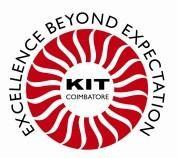 EXCELLENCE BEYOND EXPECTATION
KIT
COIMBATORE